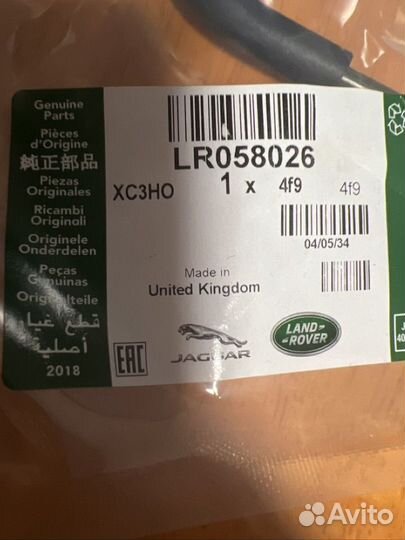 Genuine
Parts
Pièces
d'Origine
純正部品
Piezas
Originales
Ricambi
Originali
Originele
Onderdelen
Peças
Genuinas
Originalteile
قطع غيار
أصلية
2018
LR058026
XC3HO
1 x 4f9
4f9
04/05/34
Made in
United Kingdom
EAC
JAGUAR
LAND
ROVER
J
40
Avito